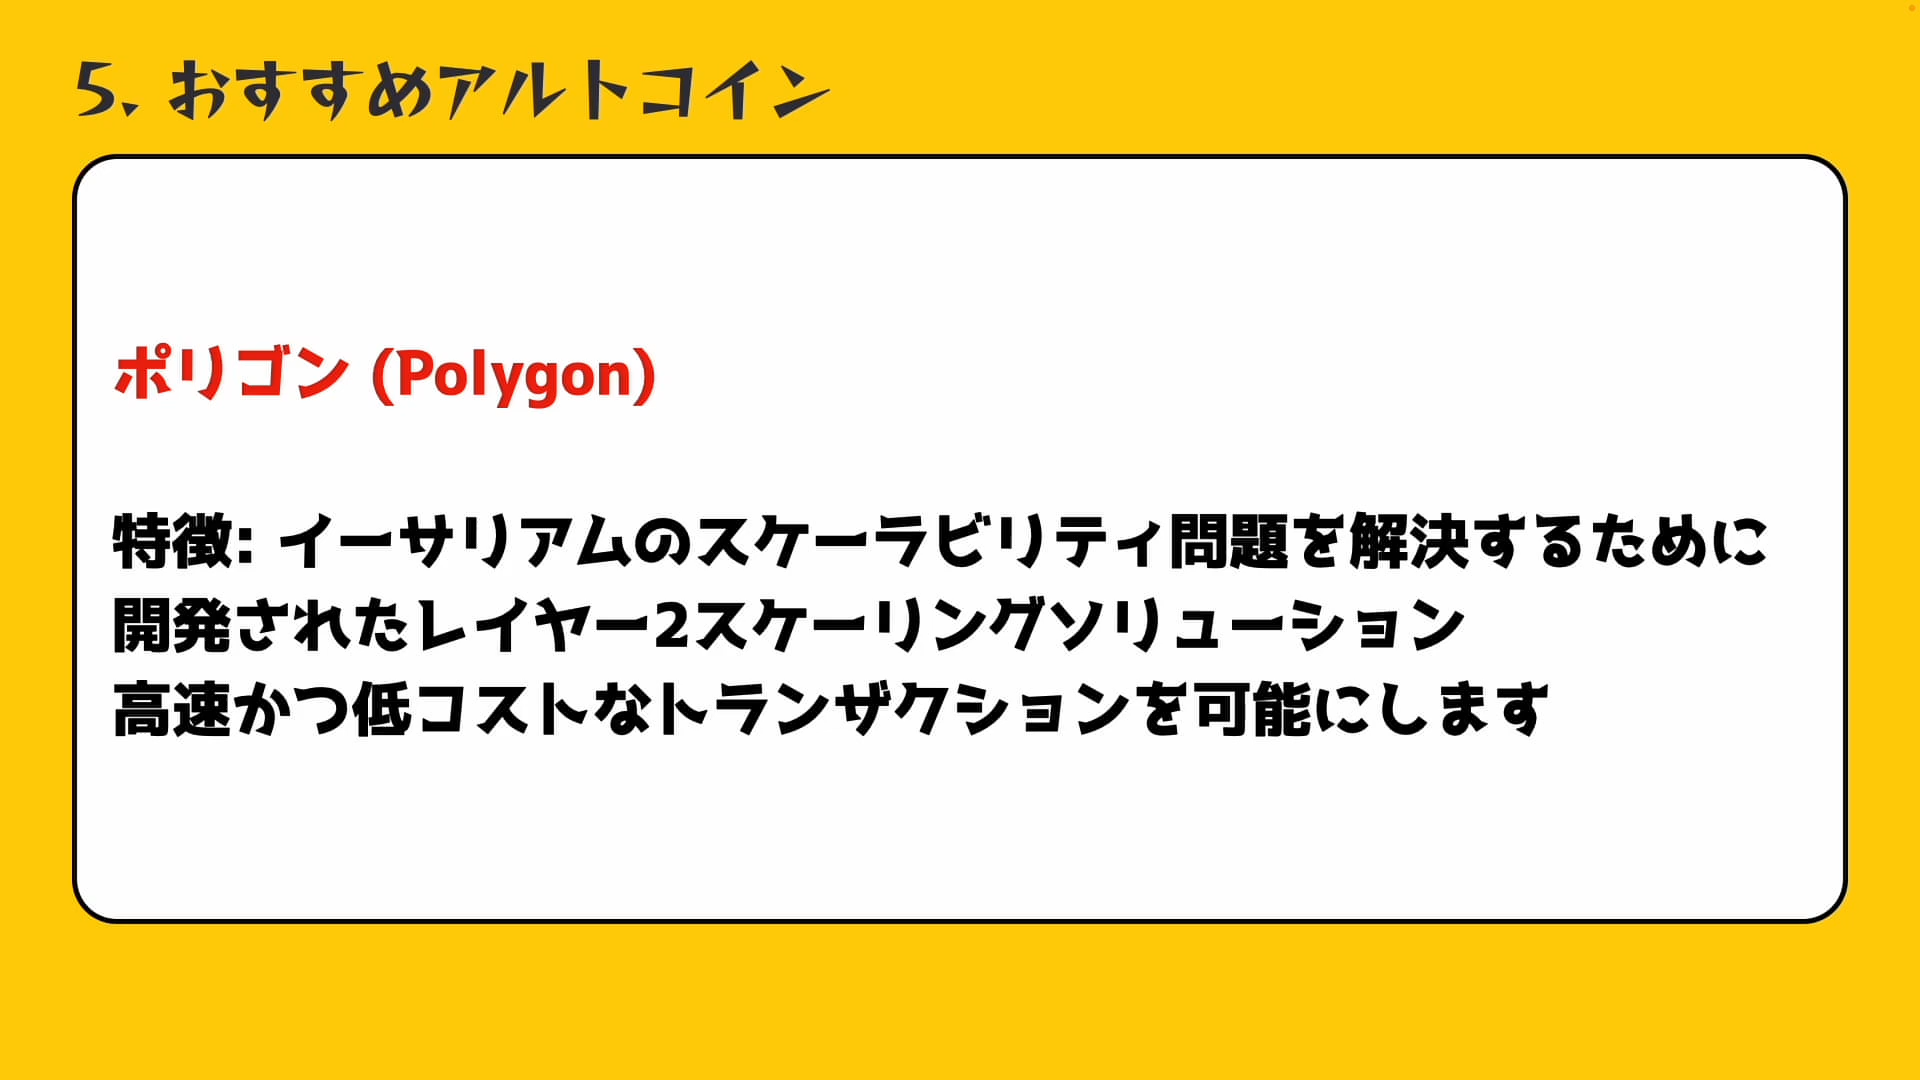 5. おすすめアルトコイン
ポリゴン (Polygon)
特徴: イーサリアムのスケーラビリティ問題を解決するために
開発されたレイヤー2スケーリングソリューション
高速かつ低コストなトランザクションを可能にします